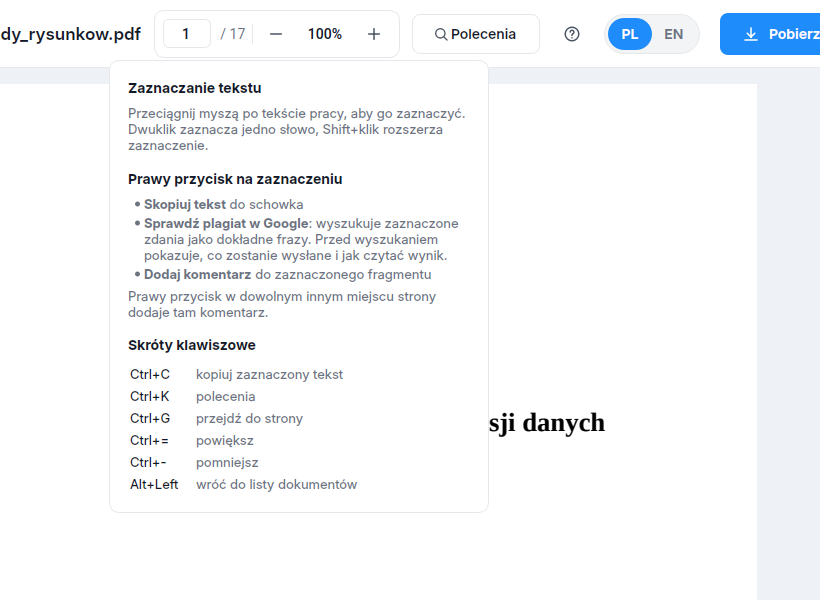 dy_rysunkow.pdf 1 / 17 − 100% + Polecenia PL EN Pobierz
Zaznaczanie tekstu
Przeciągnij myszą po tekście pracy, aby go zaznaczyć.
Dwuklik zaznacza jedno słowo, Shift+klik rozszerza
zaznaczenie.
Prawy przycisk na zaznaczeniu
• Skopiuj tekst do schowka
• Sprawdź plagiat w Google: wyszukuje zaznaczone
zdania jako dokładne frazy. Przed wyszukaniem
pokazuje, co zostanie wysłane i jak czytać wynik.
• Dodaj komentarz do zaznaczonego fragmentu
Prawy przycisk w dowolnym innym miejscu strony
dodaje tam komentarz.
Skróty klawiszowe
Ctrl+C kopiuj zaznaczony tekst
Ctrl+K polecenia
Ctrl+G przejdź do strony
sji danych
Ctrl+= powiększ
Ctrl+- pomniejsz
Alt+Left wróć do listy dokumentów